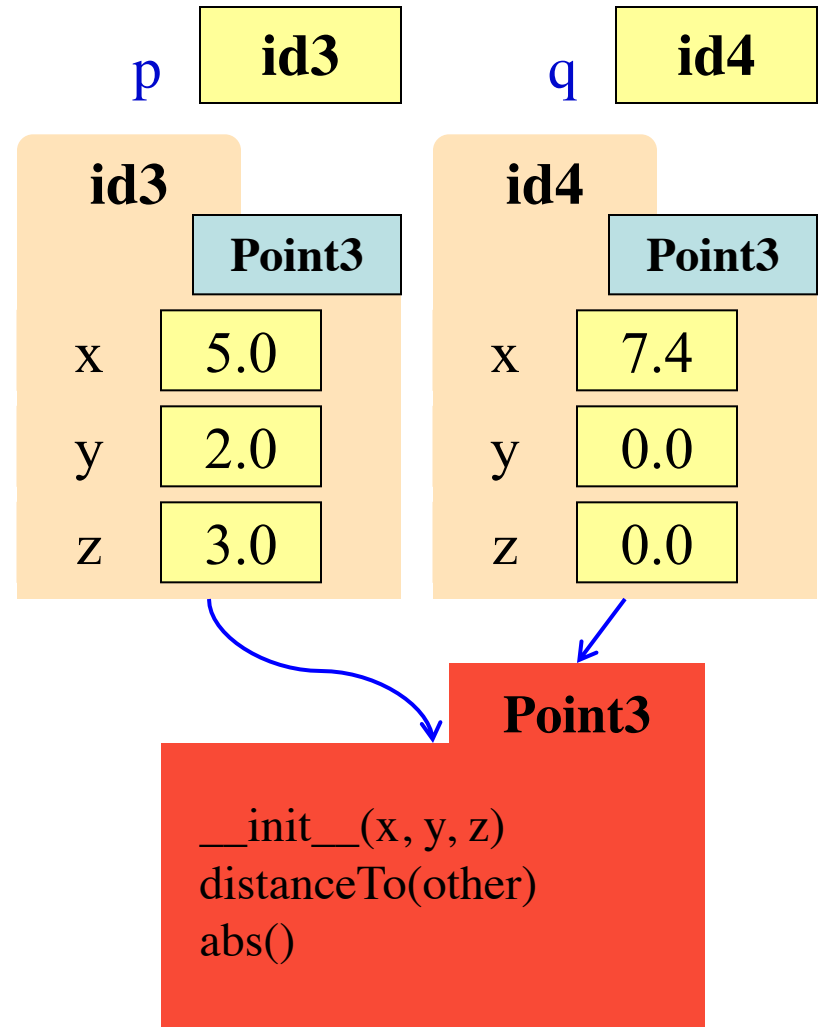 p id3
q id4
id3
Point3
x 5.0
y 2.0
z 3.0
id4
Point3
x 7.4
y 0.0
z 0.0
Point3
__init__(x, y, z)
distanceTo(other)
abs()